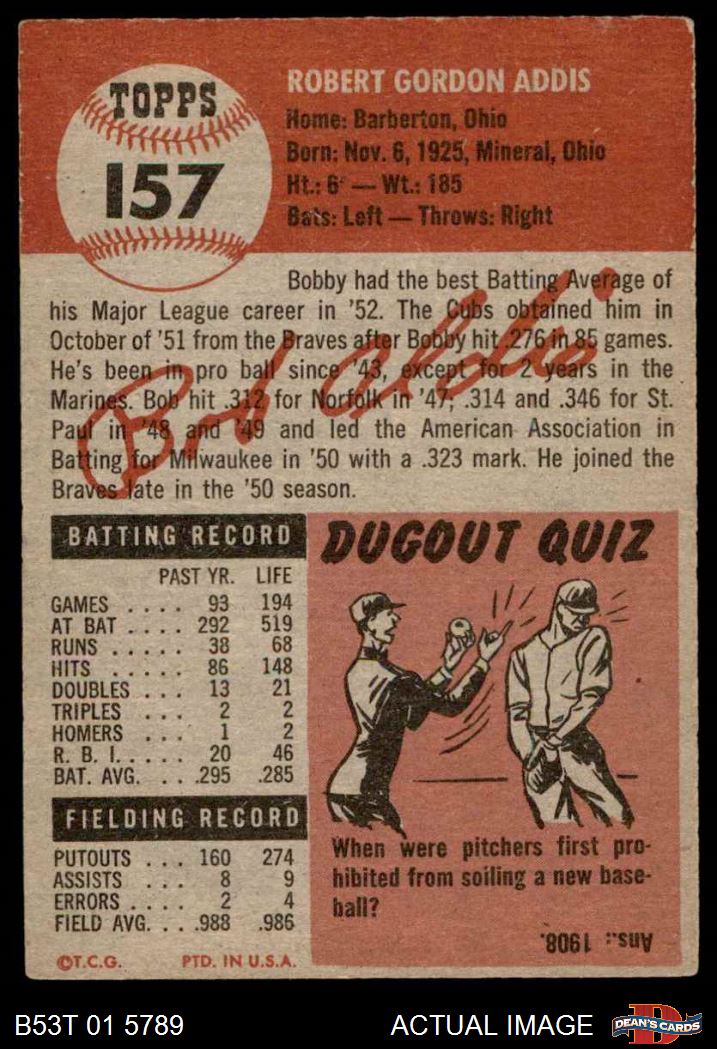 TOPPS
157
ROBERT GORDON ADDIS
Home: Barberton, Ohio
Born: Nov. 6, 1925, Mineral, Ohio
Ht.: 6' — Wt.: 185
Bats: Left — Throws: Right
Bobby had the best Batting Average of
his Major League career in '52. The Cubs obtained him in
October of '51 from the Braves after Bobby hit .276 in 85 games.
He's been in pro ball since '43, except for 2 years in the
Marines. Bob hit .312 for Norfolk in '47, .314 and .346 for St.
Paul in '48 and '49 and led the American Association in
Batting for Milwaukee in '50 with a .323 mark. He joined the
Braves late in the '50 season.
Bob Addis
BATTING RECORD
PAST YR. LIFE
GAMES . . . . 93 194
AT BAT . . . . 292 519
RUNS . . . . . 38 68
HITS . . . . 86 148
DOUBLES . . . 13 21
TRIPLES . . . 2 2
HOMERS . . . 1 2
R. B. I. . . . . 20 46
BAT. AVG. . . .295 .285
FIELDING RECORD
PUTOUTS . . . 160 274
ASSISTS . . . 8 9
ERRORS . . . . 2 4
FIELD AVG. . . .988 .986
©T.C.G. PTD. IN U.S.A.
DUGOUT QUIZ
When were pitchers first pro-
hibited from soiling a new base-
ball?
Ans.: 1908.
B53T 01 5789 ACTUAL IMAGE
D
DEAN'S CARDS